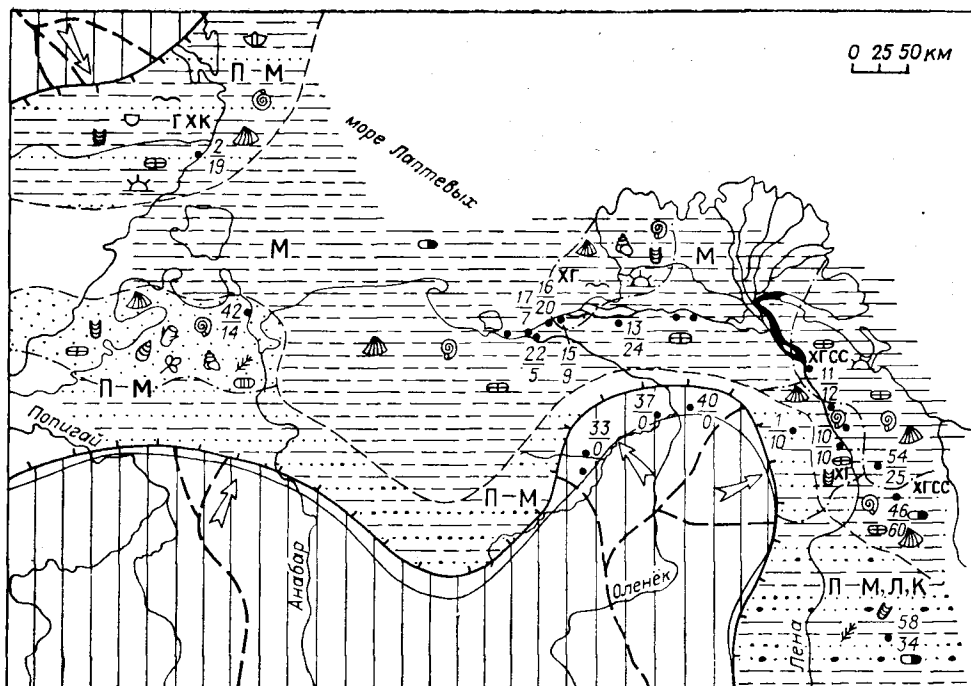 0 25 50 км
П-М
ГХК
2
19
море Лаптевых
М
ХГ
16
20
17
7
М
42
14
13
24
22
5
15
9
ХГСС
11
12
П-М
Попигай
37
0
40
0
33
0
1
10
10
10
ХГ
54
25
ХГСС
46
60
П-М
Анабар
Оленёк
Лена
П-М,Л,К
58
34